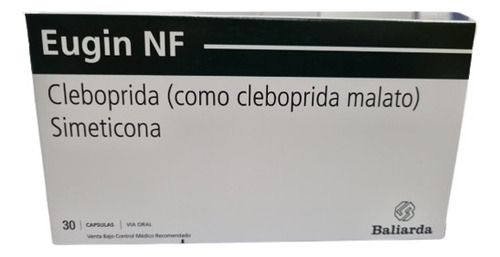 Eugin NF
Cleboprida (como cleboprida malato)
Simeticona
30 | CAPSULAS | VIA ORAL
Venta Bajo Control Médico Recomendado
Baliarda